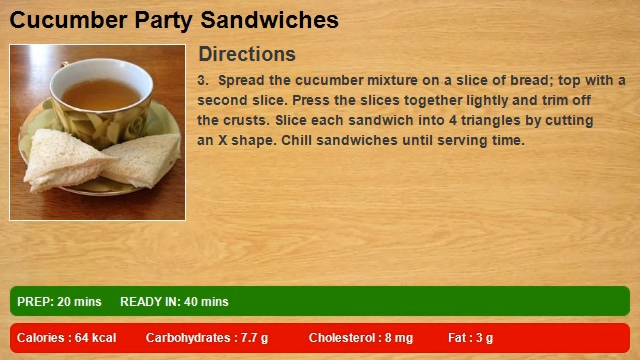 Cucumber Party Sandwiches
Directions
3.  Spread the cucumber mixture on a slice of bread; top with a
second slice. Press the slices together lightly and trim off
the crusts. Slice each sandwich into 4 triangles by cutting
an X shape. Chill sandwiches until serving time.
PREP: 20 mins     READY IN: 40 mins
Calories : 64 kcal     Carbohydrates : 7.7 g     Cholesterol : 8 mg     Fat : 3 g